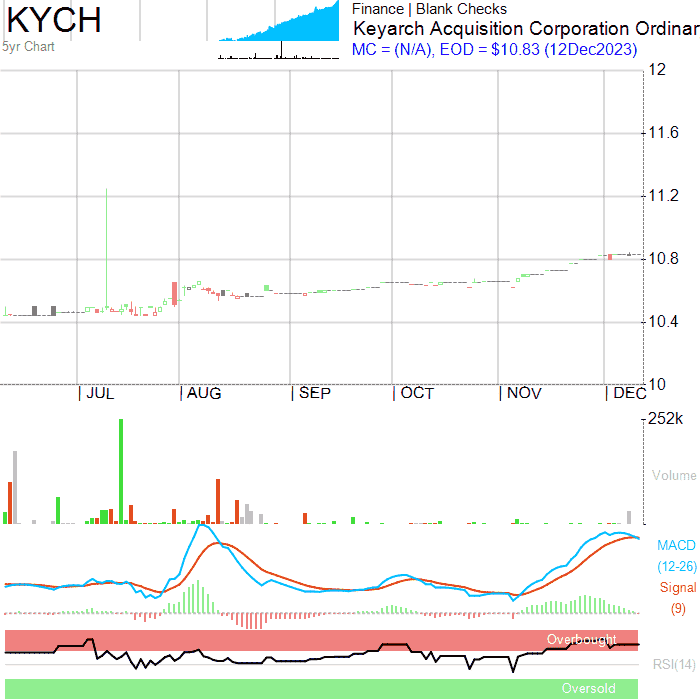 KYCH
5yr Chart
Finance | Blank Checks
Keyarch Acquisition Corporation Ordinar
MC = (N/A), EOD = $10.83 (12Dec2023)
12
11.6
11.2
10.8
10.4
10
| JUL | AUG | SEP | OCT | NOV | DEC
252k
Volume
MACD
(12-26)
Signal
(9)
Overbought
RSI(14)
Oversold